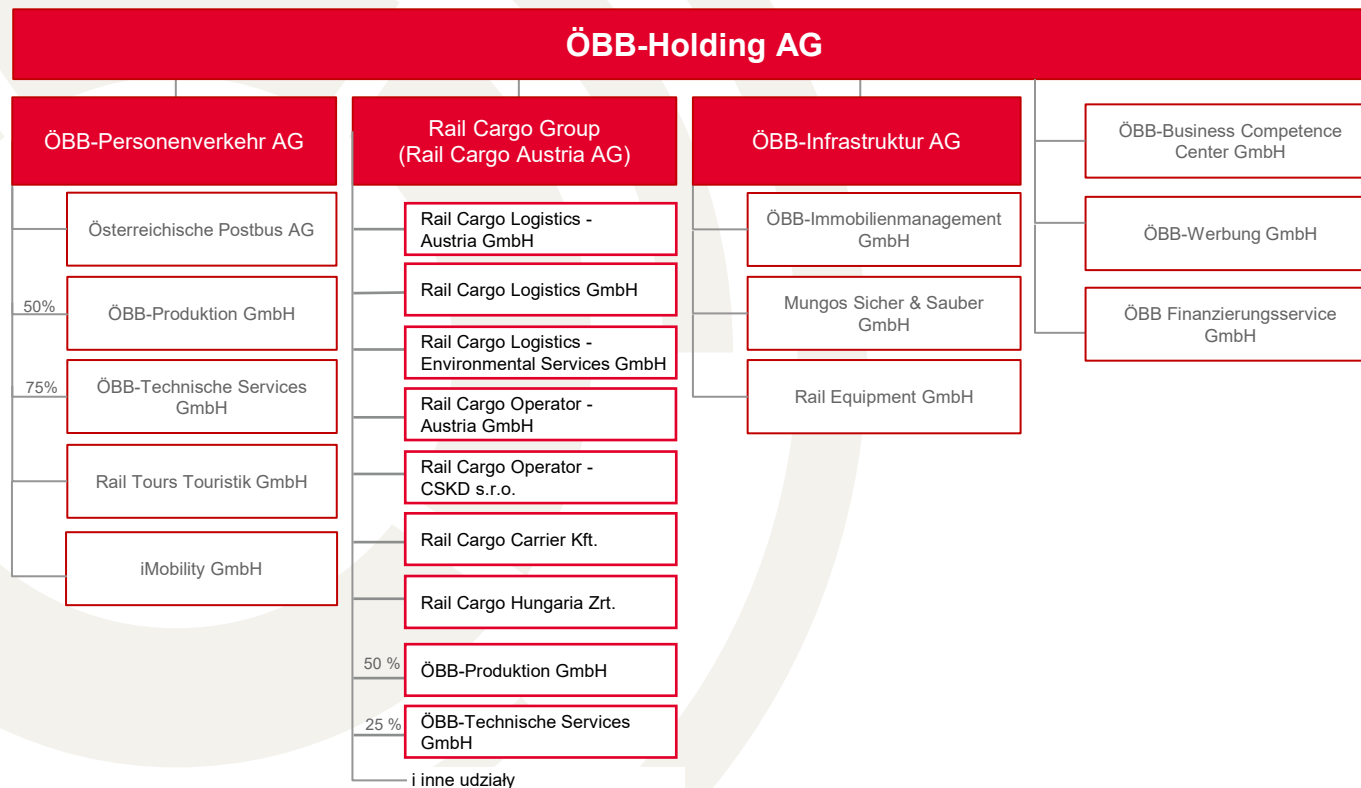 ÖBB-Holding AG
ÖBB-Personenverkehr AG
Österreichische Postbus AG
50%
ÖBB-Produktion GmbH
75%
ÖBB-Technische Services
GmbH
Rail Tours Touristik GmbH
iMobility GmbH
Rail Cargo Group
(Rail Cargo Austria AG)
Rail Cargo Logistics -
Austria GmbH
Rail Cargo Logistics GmbH
Rail Cargo Logistics -
Environmental Services GmbH
Rail Cargo Operator -
Austria GmbH
Rail Cargo Operator -
CSKD s.r.o.
Rail Cargo Carrier Kft.
Rail Cargo Hungaria Zrt.
50 %
ÖBB-Produktion GmbH
25 %
ÖBB-Technische Services
GmbH
i inne udziały
ÖBB-Infrastruktur AG
ÖBB-Immobilienmanagement
GmbH
Mungos Sicher & Sauber
GmbH
Rail Equipment GmbH
ÖBB-Business Competence
Center GmbH
ÖBB-Werbung GmbH
ÖBB Finanzierungsservice
GmbH